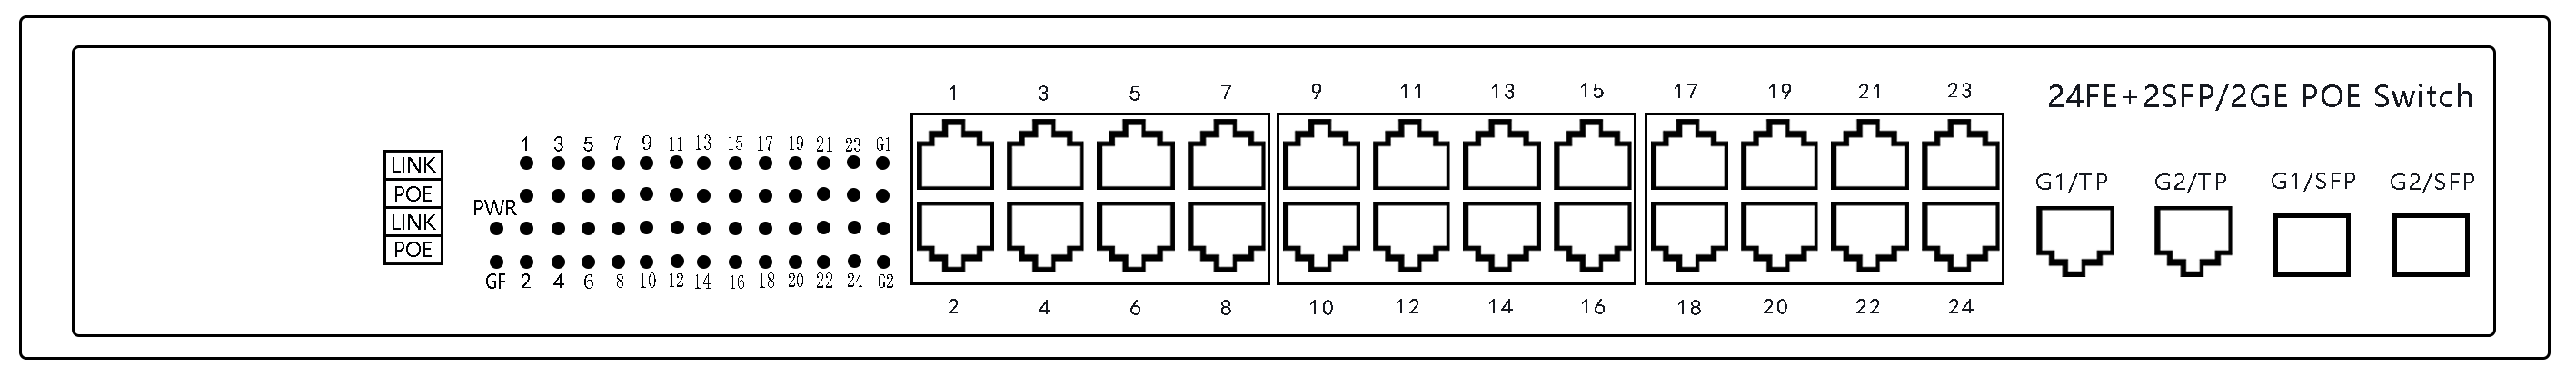 24FE+2SFP/2GE POE Switch
LINK
POE
LINK
POE
PWR
GF
1 3 5 7 9 11 13 15 17 19 21 23 G1
2 4 6 8 10 12 14 16 18 20 22 24 G2
1 3 5 7 9 11 13 15 17 19 21 23
2 4 6 8 10 12 14 16 18 20 22 24
G1/TP G2/TP G1/SFP G2/SFP